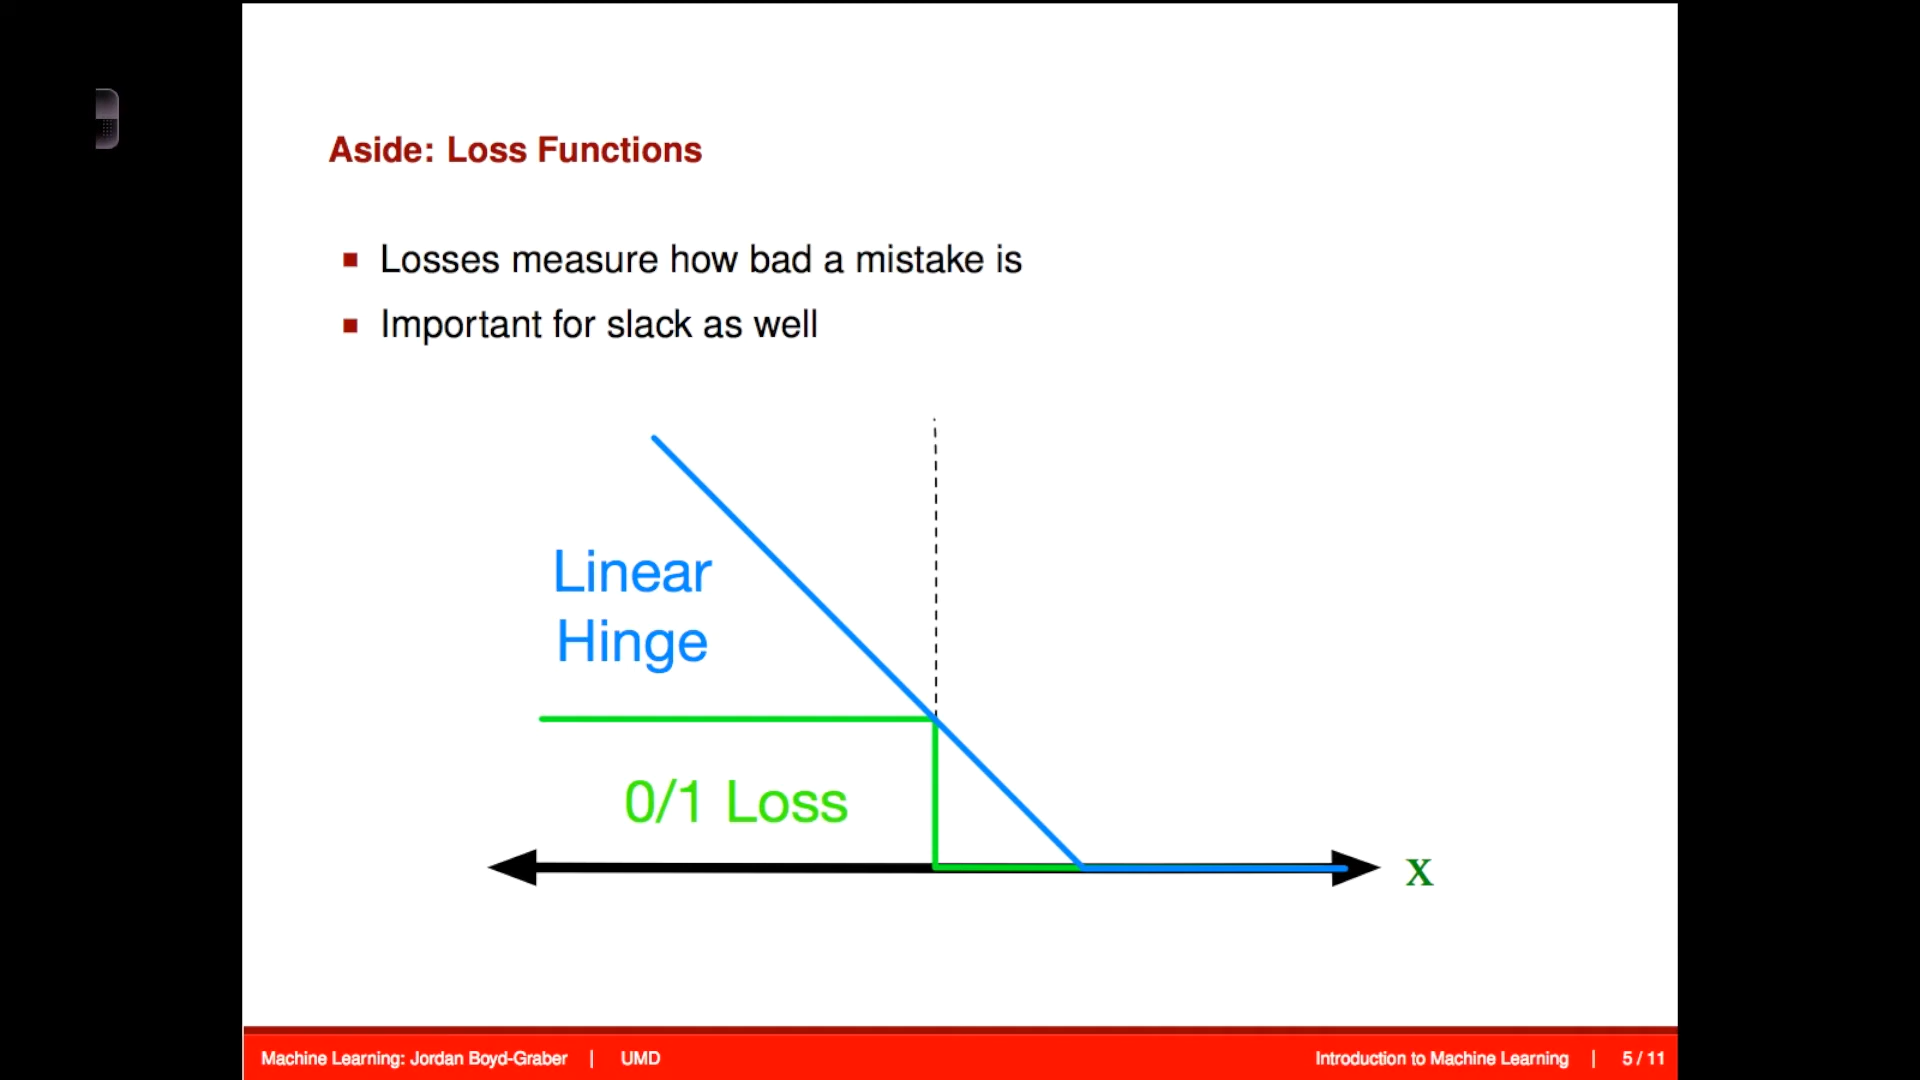 Aside: Loss Functions
Losses measure how bad a mistake is
Important for slack as well
Linear
Hinge
0/1 Loss
x
Machine Learning: Jordan Boyd-Graber | UMD Introduction to Machine Learning | 5 / 11